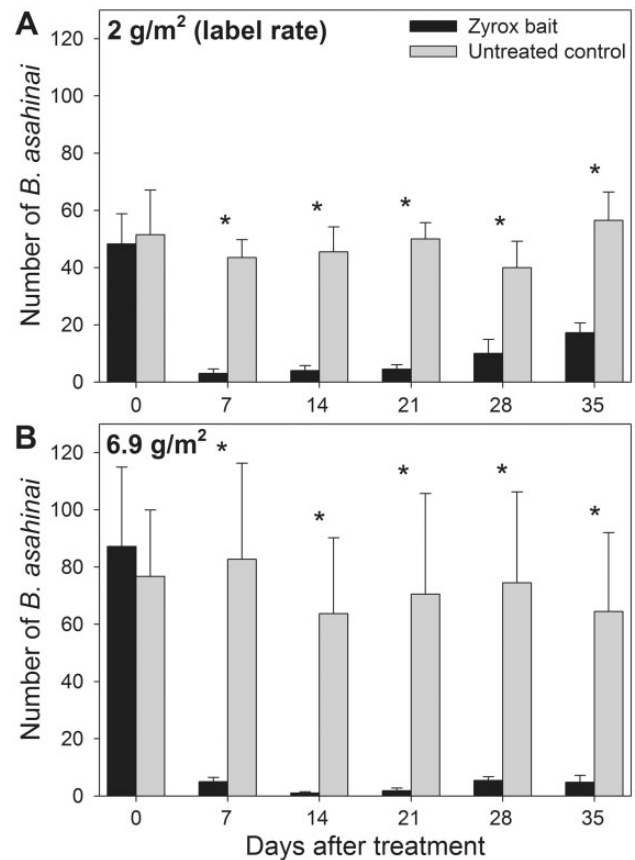 A
2 g/m² (label rate)
Zyrox bait
Untreated control
Number of B. asahinai
120
100
80
60
40
20
0
*
*
*
*
*
0 7 14 21 28 35
B
6.9 g/m²
Number of B. asahinai
120
100
80
60
40
20
0
*
*
*
*
*
0 7 14 21 28 35
Days after treatment